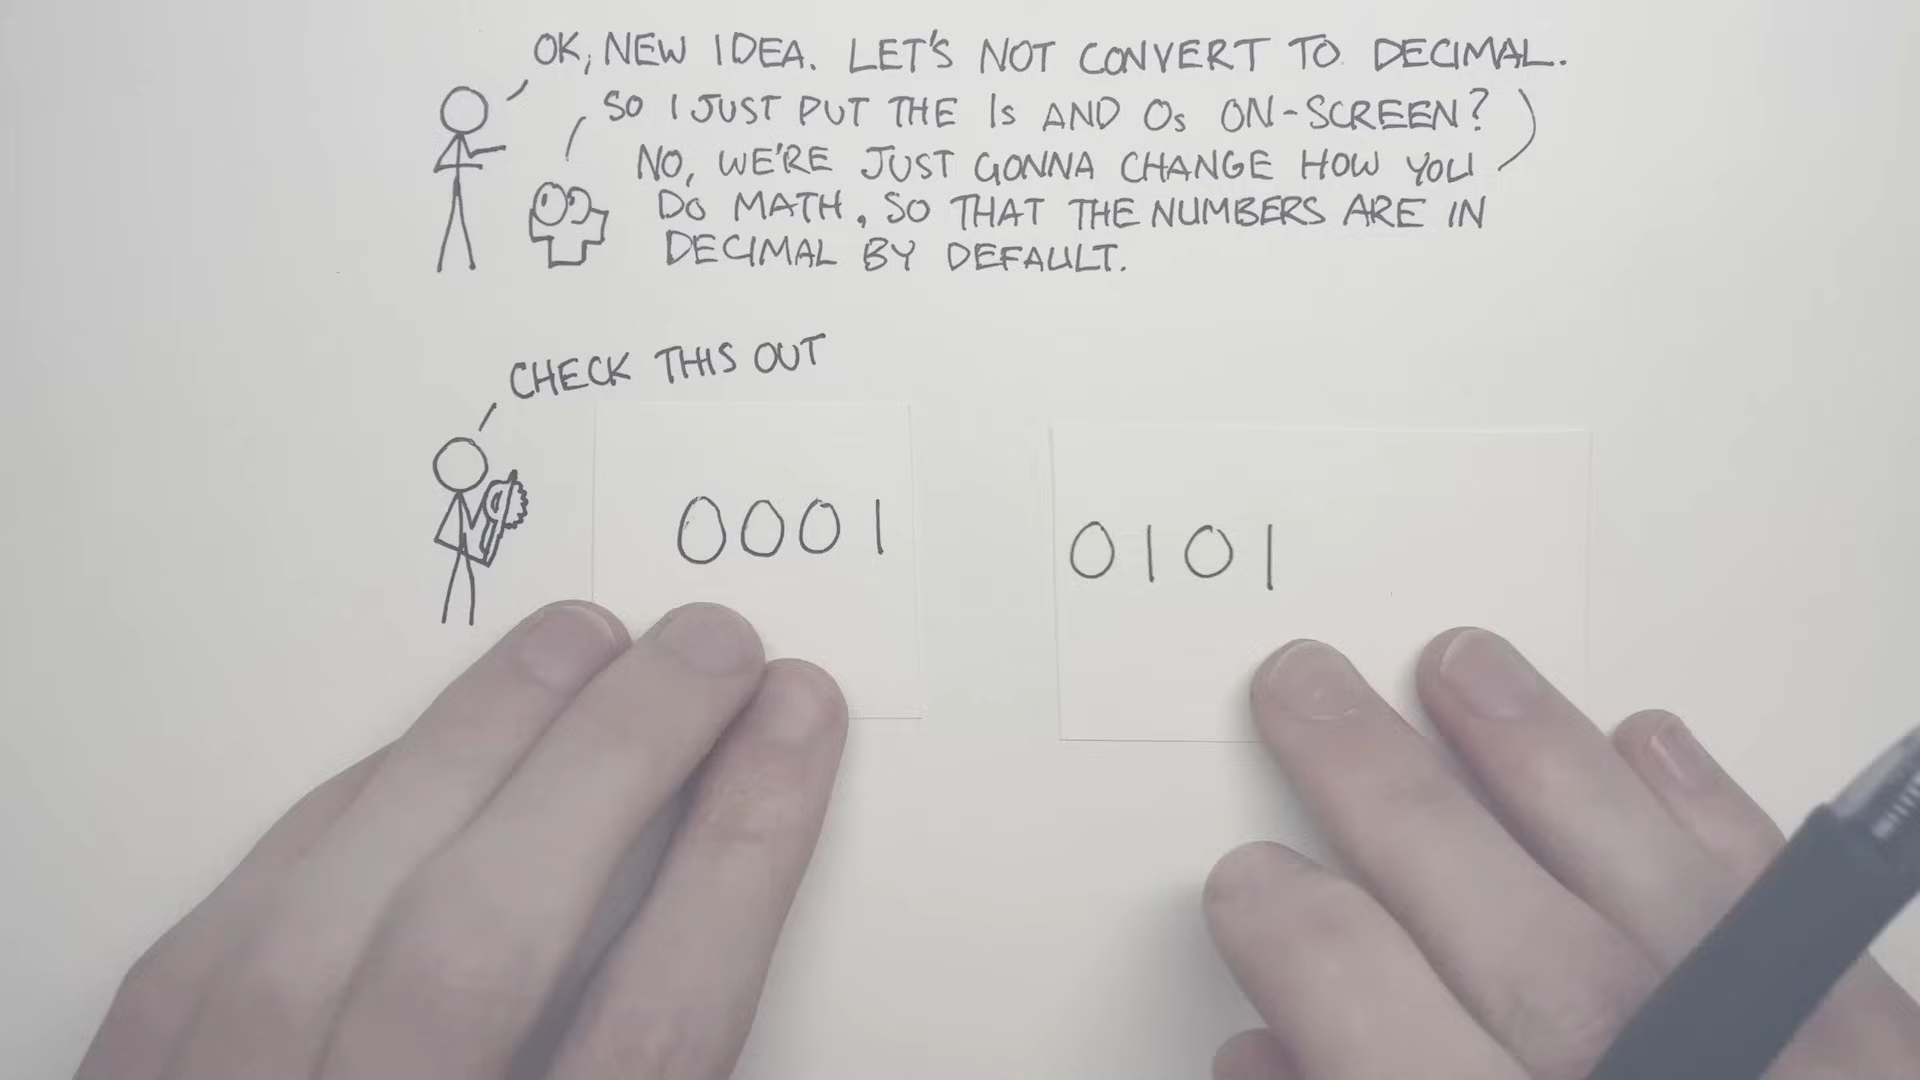 OK, NEW IDEA. LET'S NOT CONVERT TO DECIMAL.
SO I JUST PUT THE 1s AND 0s ON-SCREEN?
NO, WE'RE JUST GONNA CHANGE HOW YOU
DO MATH, SO THAT THE NUMBERS ARE IN
DECIMAL BY DEFAULT.
CHECK THIS OUT
0001 0101